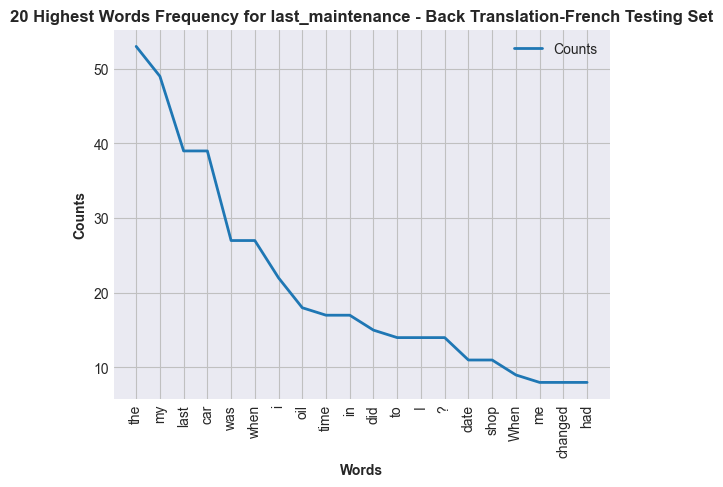 20 Highest Words Frequency for last_maintenance - Back Translation-French Testing Set
Counts
50
40
30
20
10
Counts
the
my
last
car
was
when
i
oil
time
in
did
to
I
?
date
shop
When
me
changed
had
Words